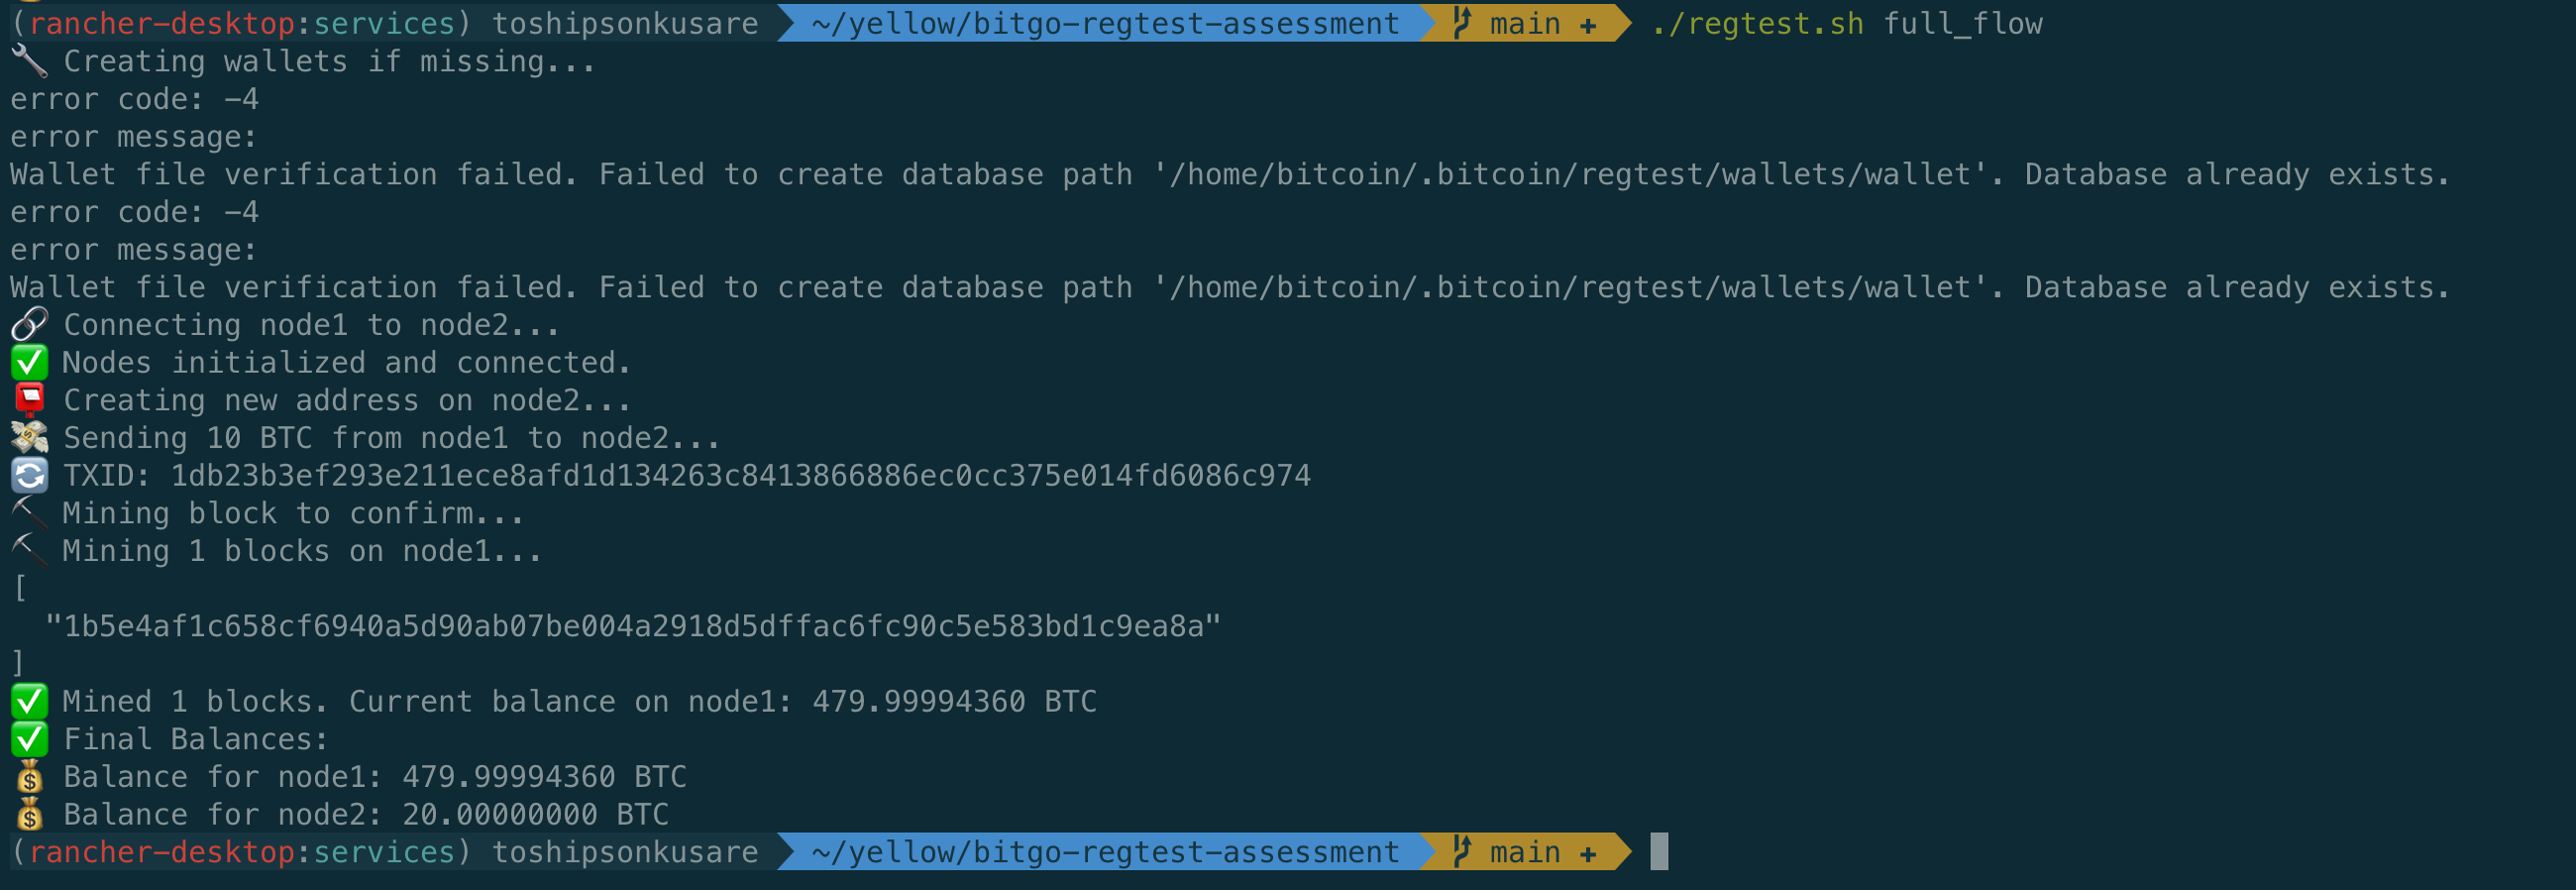 (rancher-desktop:services) toshipsonkusare ~/yellow/bitgo-regtest-assessment main + ./regtest.sh full_flow
🔧 Creating wallets if missing...
error code: -4
error message:
Wallet file verification failed. Failed to create database path '/home/bitcoin/.bitcoin/regtest/wallets/wallet'. Database already exists.
error code: -4
error message:
Wallet file verification failed. Failed to create database path '/home/bitcoin/.bitcoin/regtest/wallets/wallet'. Database already exists.
🔗 Connecting node1 to node2...
✅ Nodes initialized and connected.
📮 Creating new address on node2...
💸 Sending 10 BTC from node1 to node2...
🔄 TXID: 1db23b3ef293e211ece8afd1d134263c8413866886ec0cc375e014fd6086c974
⛏ Mining block to confirm...
⛏ Mining 1 blocks on node1...
[
  "1b5e4af1c658cf6940a5d90ab07be004a2918d5dffac6fc90c5e583bd1c9ea8a"
]
✅ Mined 1 blocks. Current balance on node1: 479.99994360 BTC
✅ Final Balances:
💰 Balance for node1: 479.99994360 BTC
💰 Balance for node2: 20.00000000 BTC
(rancher-desktop:services) toshipsonkusare ~/yellow/bitgo-regtest-assessment main +